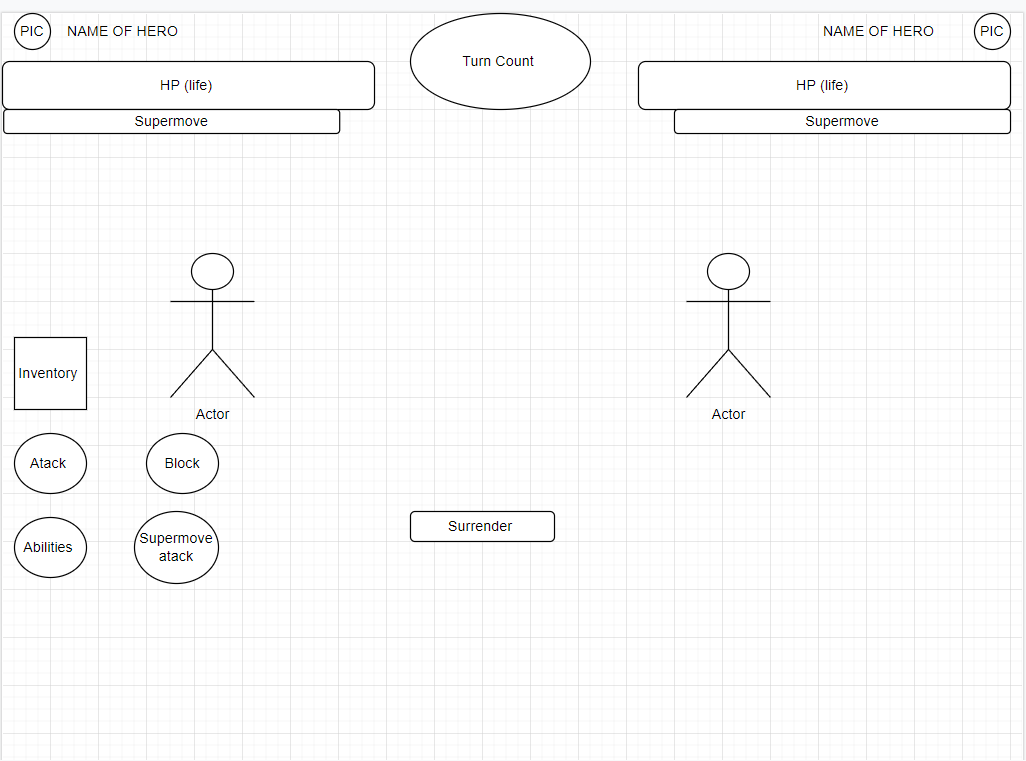 PIC
NAME OF HERO
NAME OF HERO
PIC
HP (life)
Turn Count
HP (life)
Supermove
Supermove
Inventory
Actor
Actor
Atack
Block
Abilities
Supermove
atack
Surrender